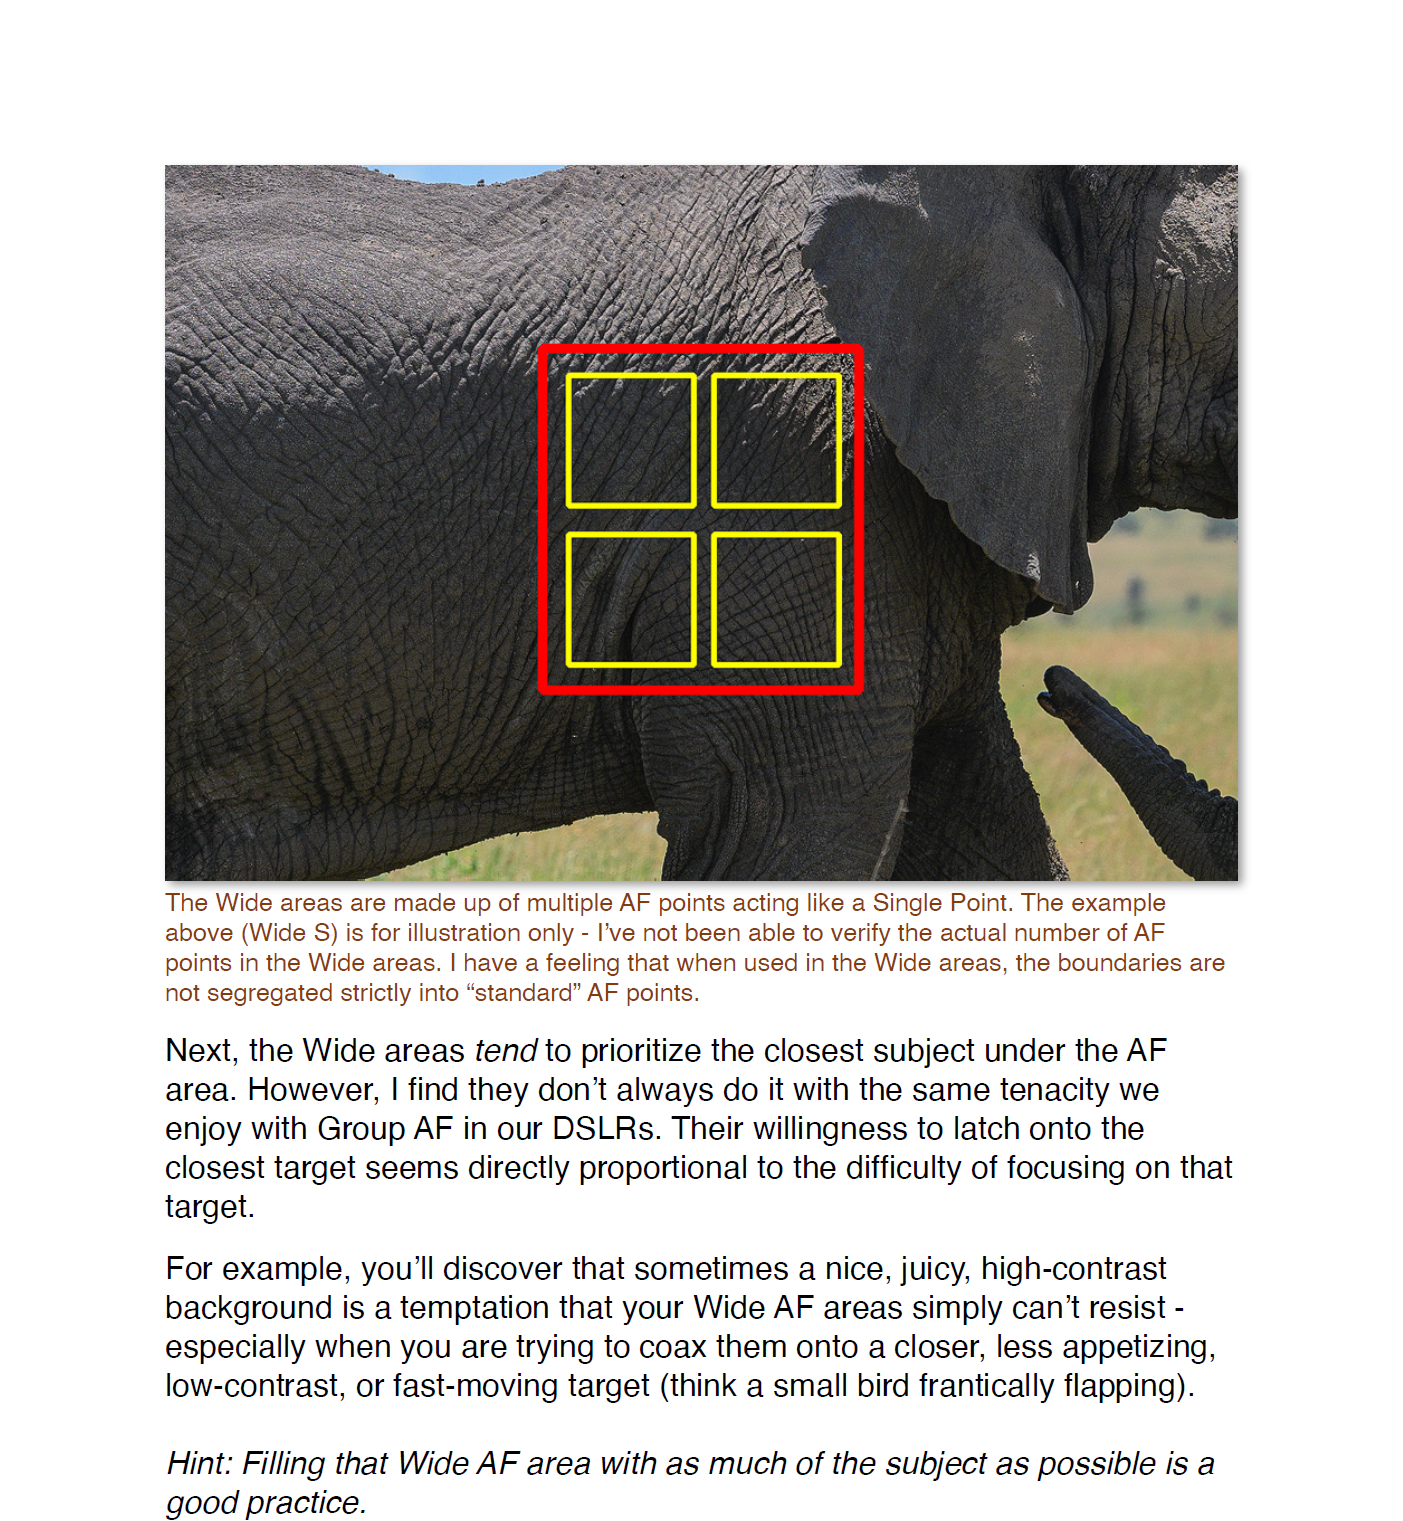 The Wide areas are made up of multiple AF points acting like a Single Point. The example
above (Wide S) is for illustration only - I’ve not been able to verify the actual number of AF
points in the Wide areas. I have a feeling that when used in the Wide areas, the boundaries are
not segregated strictly into “standard” AF points.
Next, the Wide areas tend to prioritize the closest subject under the AF
area. However, I find they don’t always do it with the same tenacity we
enjoy with Group AF in our DSLRs. Their willingness to latch onto the
closest target seems directly proportional to the difficulty of focusing on that
target.
For example, you’ll discover that sometimes a nice, juicy, high-contrast
background is a temptation that your Wide AF areas simply can’t resist -
especially when you are trying to coax them onto a closer, less appetizing,
low-contrast, or fast-moving target (think a small bird frantically flapping).
Hint: Filling that Wide AF area with as much of the subject as possible is a
good practice.